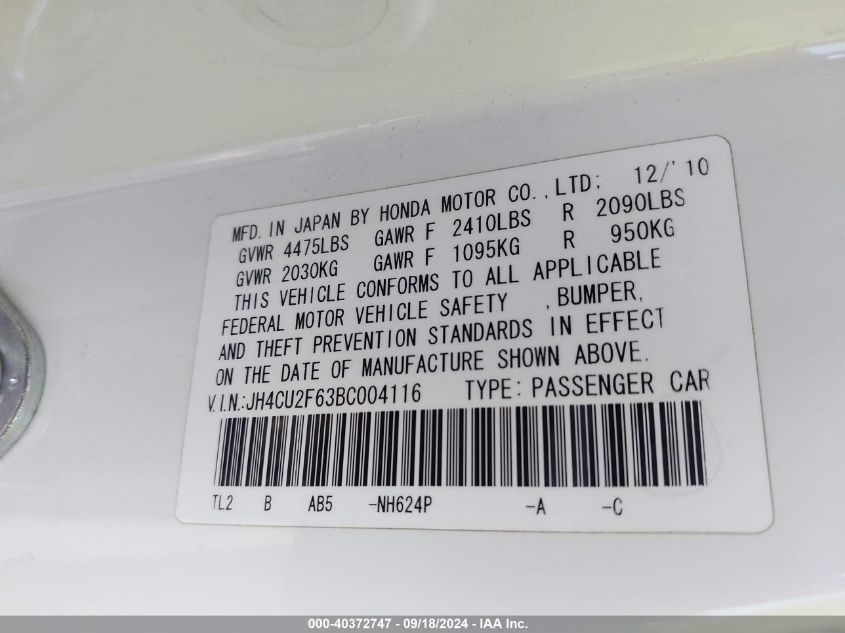 MFD. IN JAPAN BY HONDA MOTOR CO.,LTD; 12/'10
GVWR 4475LBS GAWR F 2410LBS R 2090LBS
GVWR 2030KG GAWR F 1095KG R 950KG
THIS VEHICLE CONFORMS TO ALL APPLICABLE
FEDERAL MOTOR VEHICLE SAFETY ,BUMPER,
AND THEFT PREVENTION STANDARDS IN EFFECT
ON THE DATE OF MANUFACTURE SHOWN ABOVE.
V.I.N.:JH4CU2F63BC004116 TYPE: PASSENGER CAR
TL2 B AB5 -NH624P -A -C
000-40372747 - 09/18/2024 - IAA Inc.